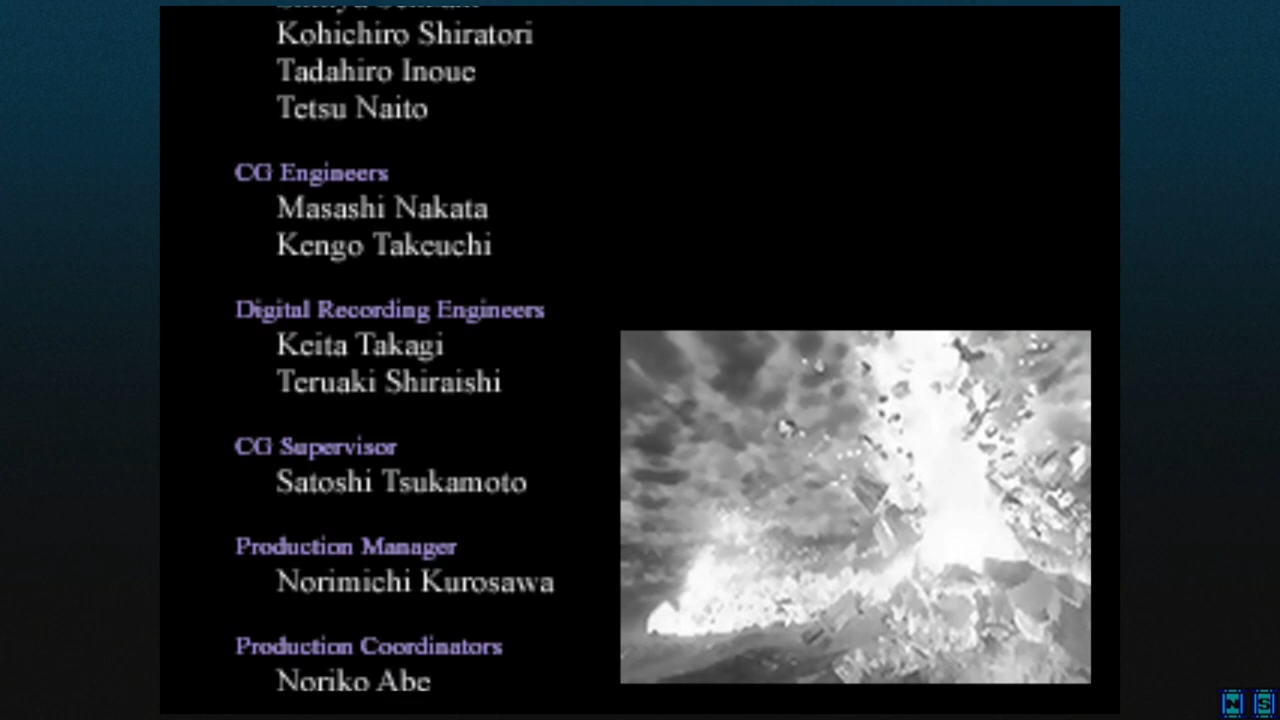 Kohichiro Shiratori
Tadahiro Inoue
Tetsu Naito
CG Engineers
Masashi Nakata
Kengo Takeuchi
Digital Recording Engineers
Keita Takagi
Teruaki Shiraishi
CG Supervisor
Satoshi Tsukamoto
Production Manager
Norimichi Kurosawa
Production Coordinators
Noriko Abe